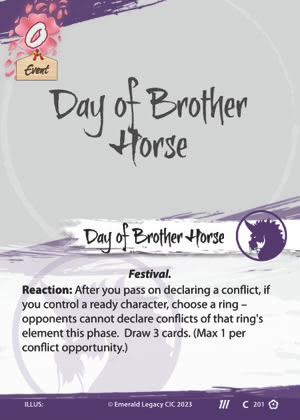 0
Event
Day of Brother
Horse
Day of Brother Horse
Festival.
Reaction: After you pass on declaring a conflict, if
you control a ready character, choose a ring –
opponents cannot declare conflicts of that ring's
element this phase.  Draw 3 cards. (Max 1 per
conflict opportunity.)
ILLUS: © Emerald Legacy CIC 2023 C 201